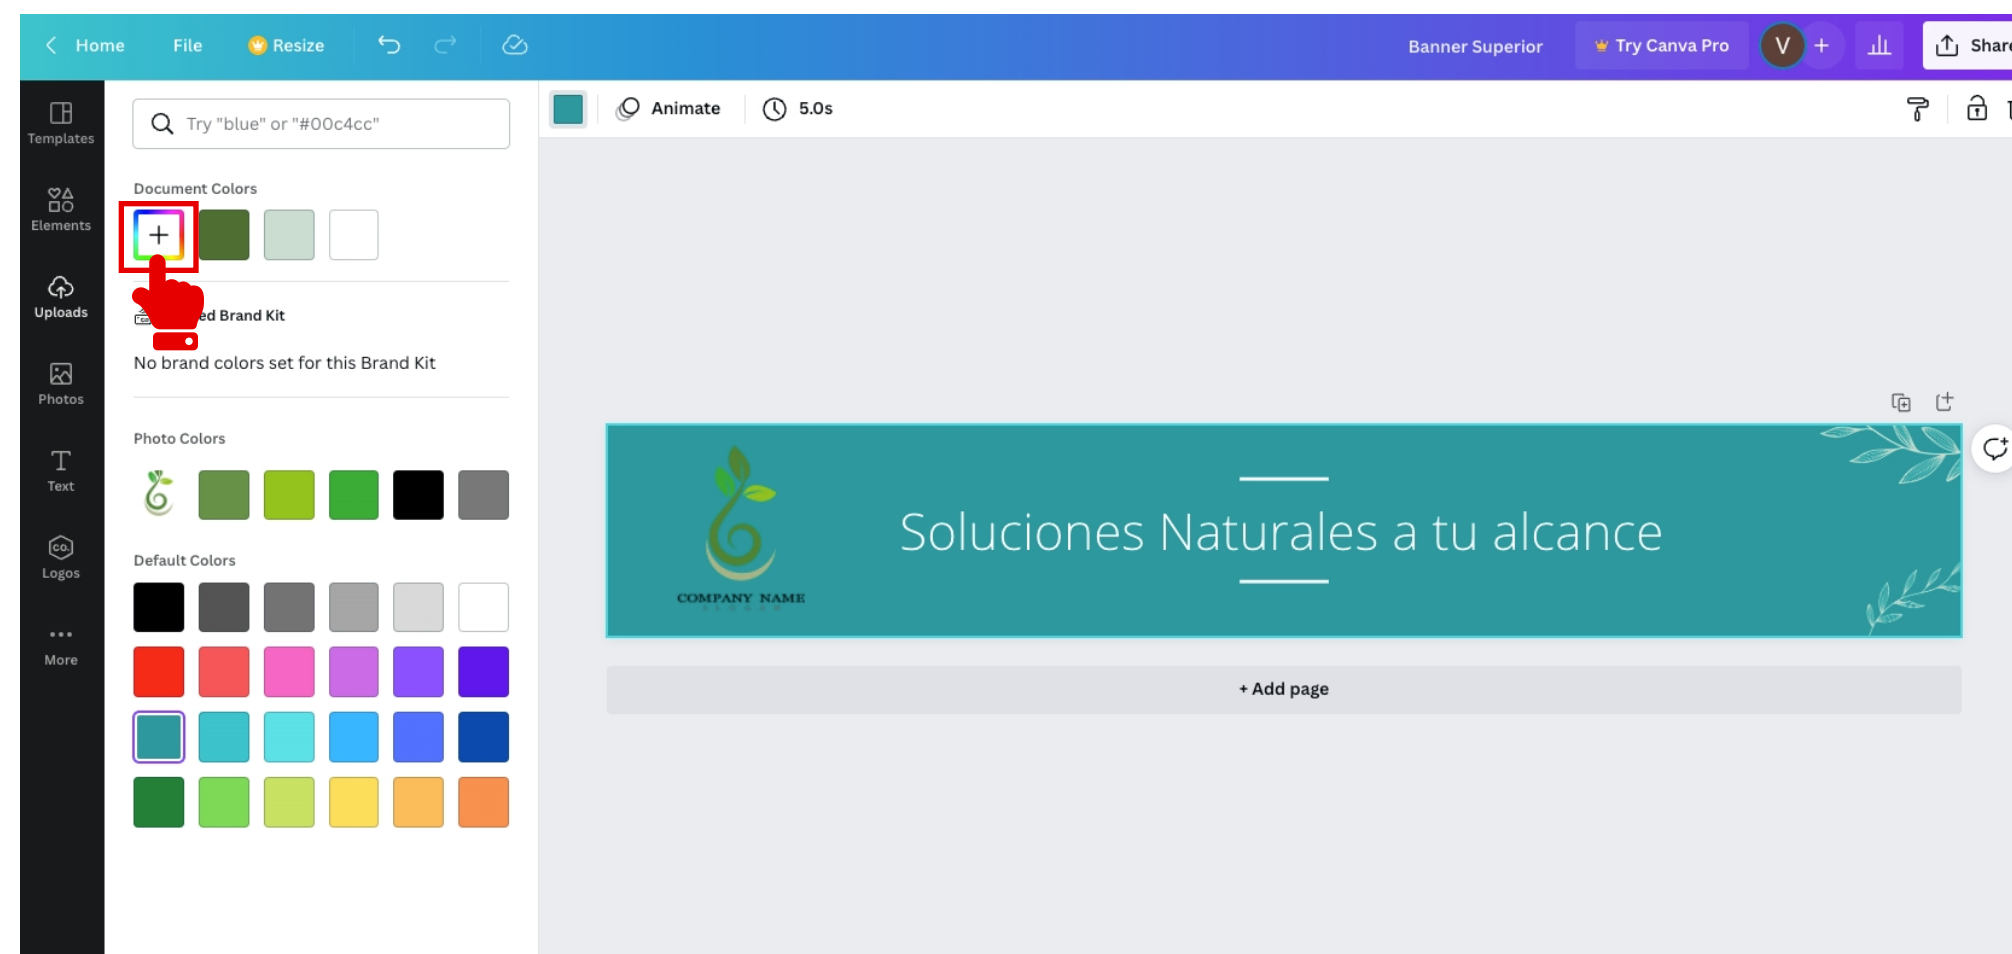 Home File Resize Banner Superior Try Canva Pro V + Share
Templates
Elements
Uploads
Photos
Text
CO.
Logos
More
Try "blue" or "#00c4cc"
Document Colors
+
ed Brand Kit
No brand colors set for this Brand Kit
Photo Colors
Default Colors
Animate 5.0s
Soluciones Naturales a tu alcance
COMPANY NAME
+ Add page